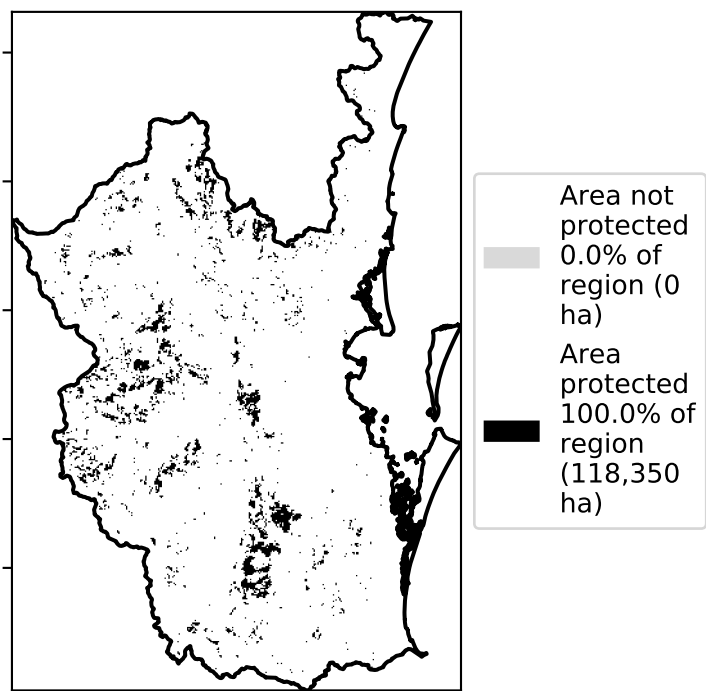 Area not
protected
0.0% of
region (0
ha)
Area
protected
100.0% of
region
(118,350
ha)